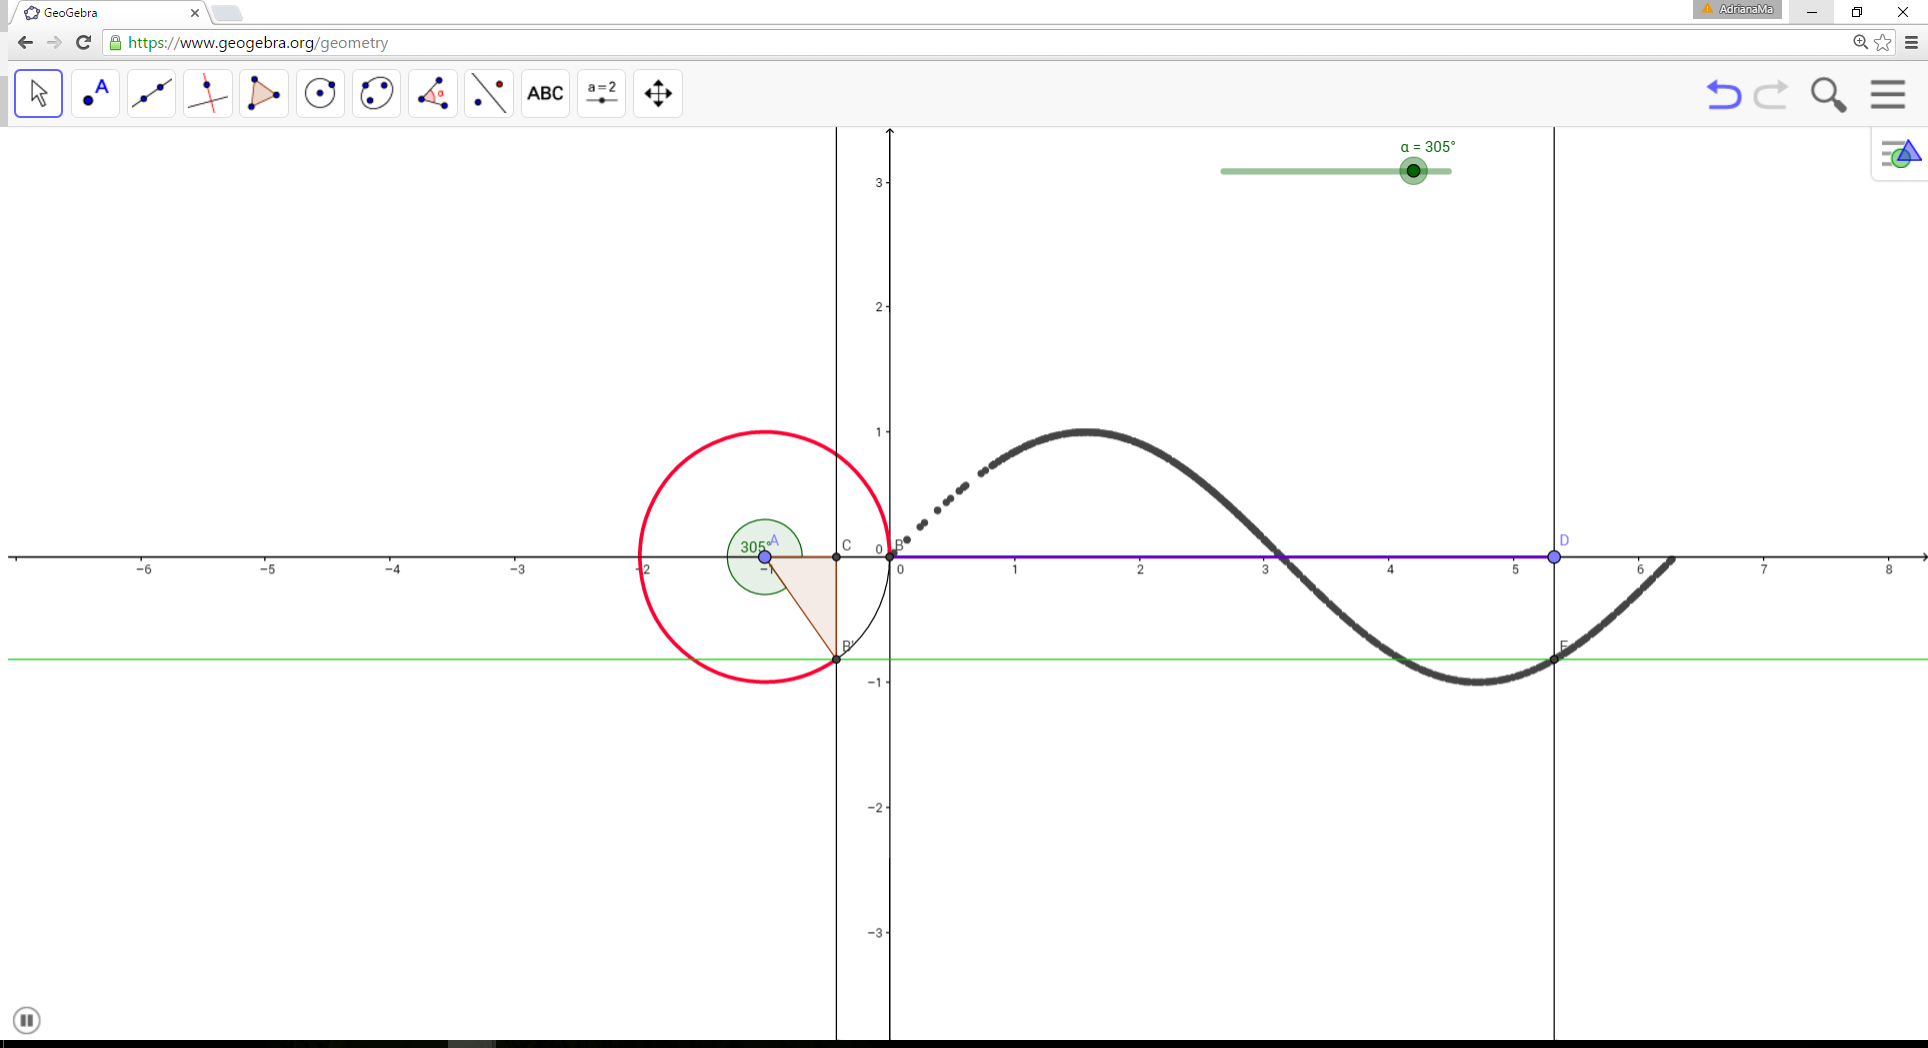 GeoGebra
AdrianaMa
https://www.geogebra.org/geometry
A
α
ABC
a=2
α = 305°
3
2
1
0
305°
A
C
B
D
−6
−5
−4
−3
−2
−1
0
1
2
3
4
5
6
7
8
B'
−1
−2
−3